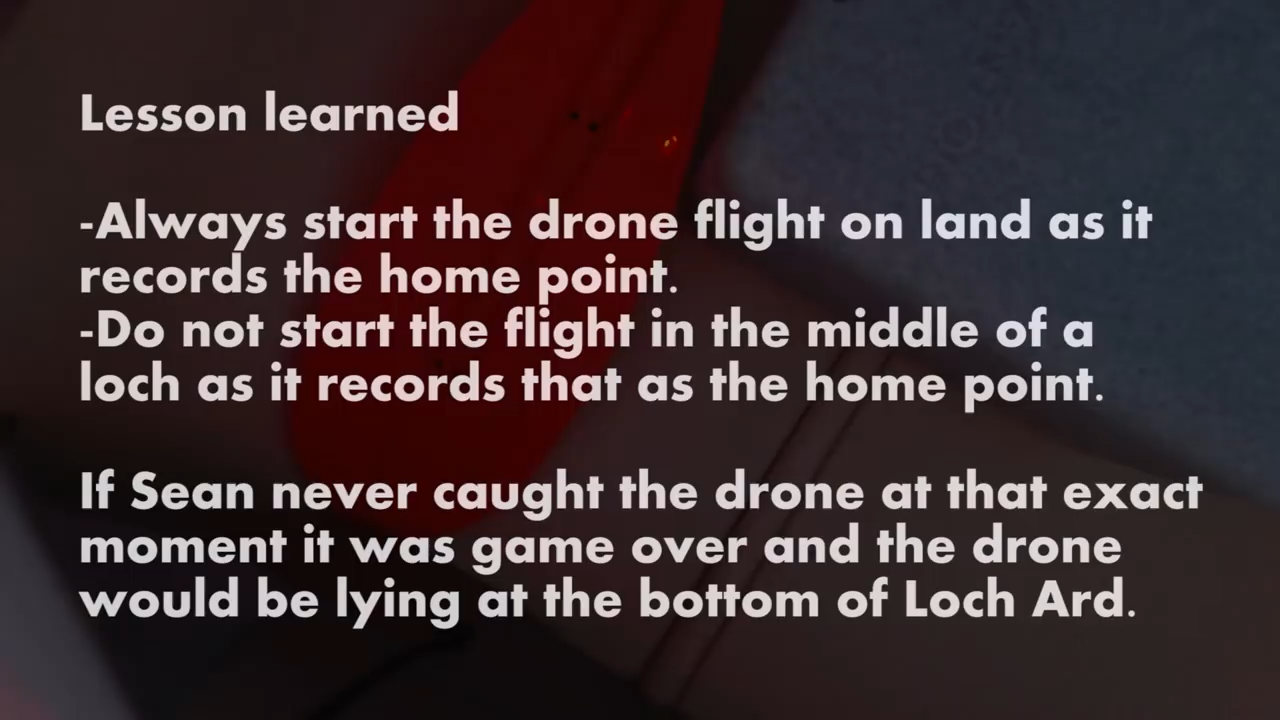 Lesson learned
-Always start the drone flight on land as it
records the home point.
-Do not start the flight in the middle of a
loch as it records that as the home point.
If Sean never caught the drone at that exact
moment it was game over and the drone
would be lying at the bottom of Loch Ard.